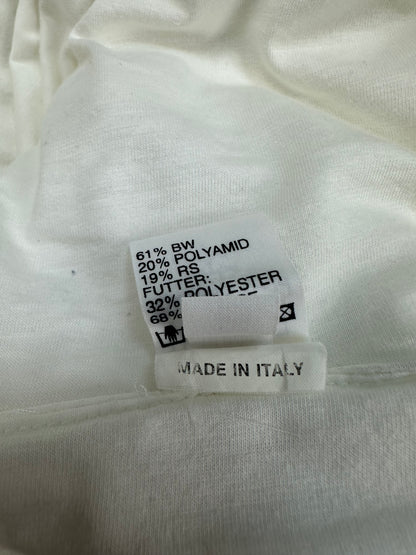 61% BW
20% POLYAMID
19% RS
FUTTER:
32% POLYESTER
68%
MADE IN ITALY